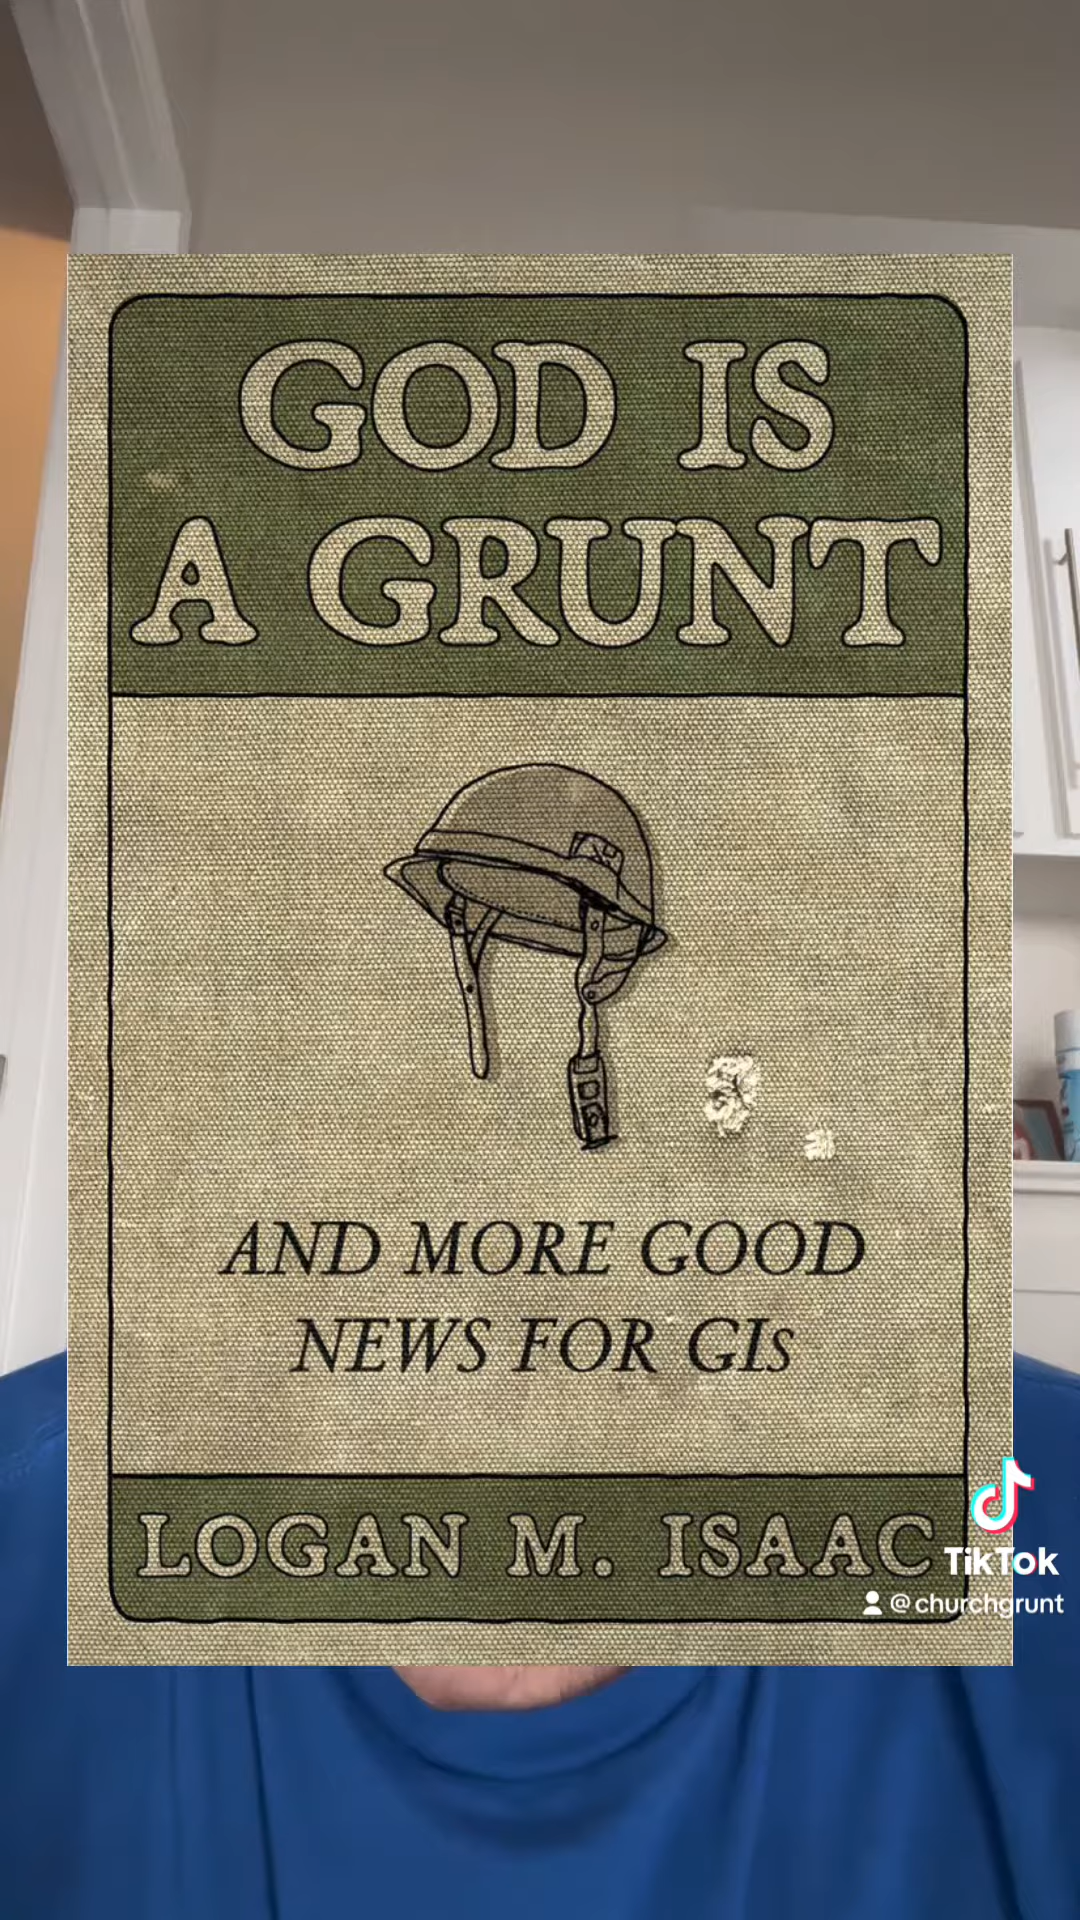 GOD IS
A GRUNT
AND MORE GOOD
NEWS FOR GIs
LOGAN M. ISAAC
TikTok
@churchgrunt